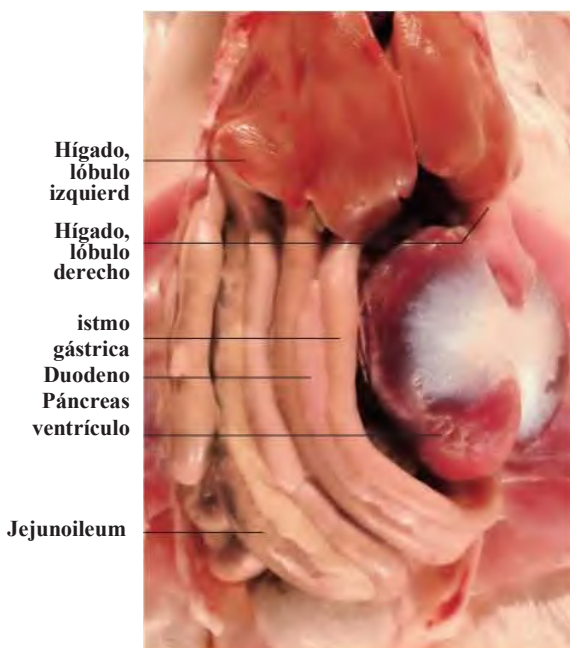 Hígado,
lóbulo
izquierd
Hígado,
lóbulo
derecho
istmo
gástrica
Duodeno
Páncreas
ventrículo
Jejunoileum